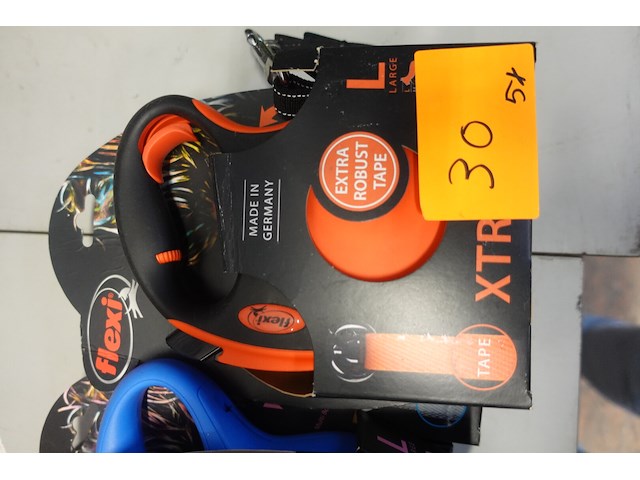 L
LARGE
30
5x
EXTRA
ROBUST
TAPE
MADE IN
GERMANY
XTR
flexi
flexi
TAPE